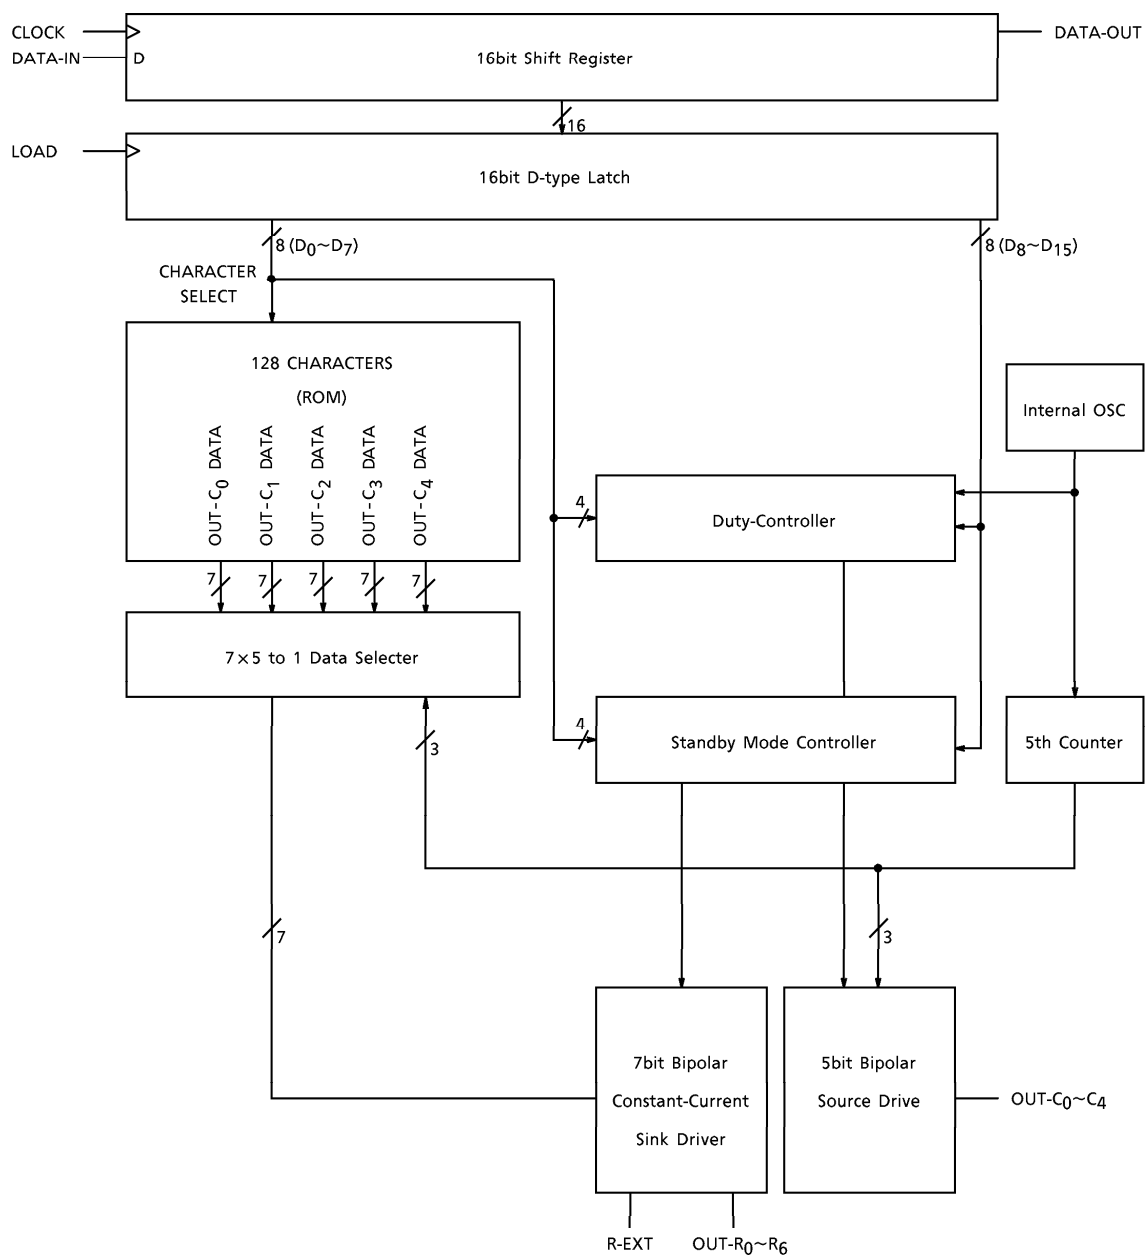 CLOCK
DATA-IN
D
16bit Shift Register
DATA-OUT
16
LOAD
16bit D-type Latch
8 (D0~D7)
8 (D8~D15)
CHARACTER
SELECT
128 CHARACTERS
(ROM)
OUT-C0 DATA
OUT-C1 DATA
OUT-C2 DATA
OUT-C3 DATA
OUT-C4 DATA
Internal OSC
4
Duty-Controller
7
7
7
7
7
7×5 to 1 Data Selecter
3
4
Standby Mode Controller
5th Counter
7
3
7bit Bipolar
Constant-Current
Sink Driver
5bit Bipolar
Source Drive
OUT-C0~C4
R-EXT
OUT-R0~R6